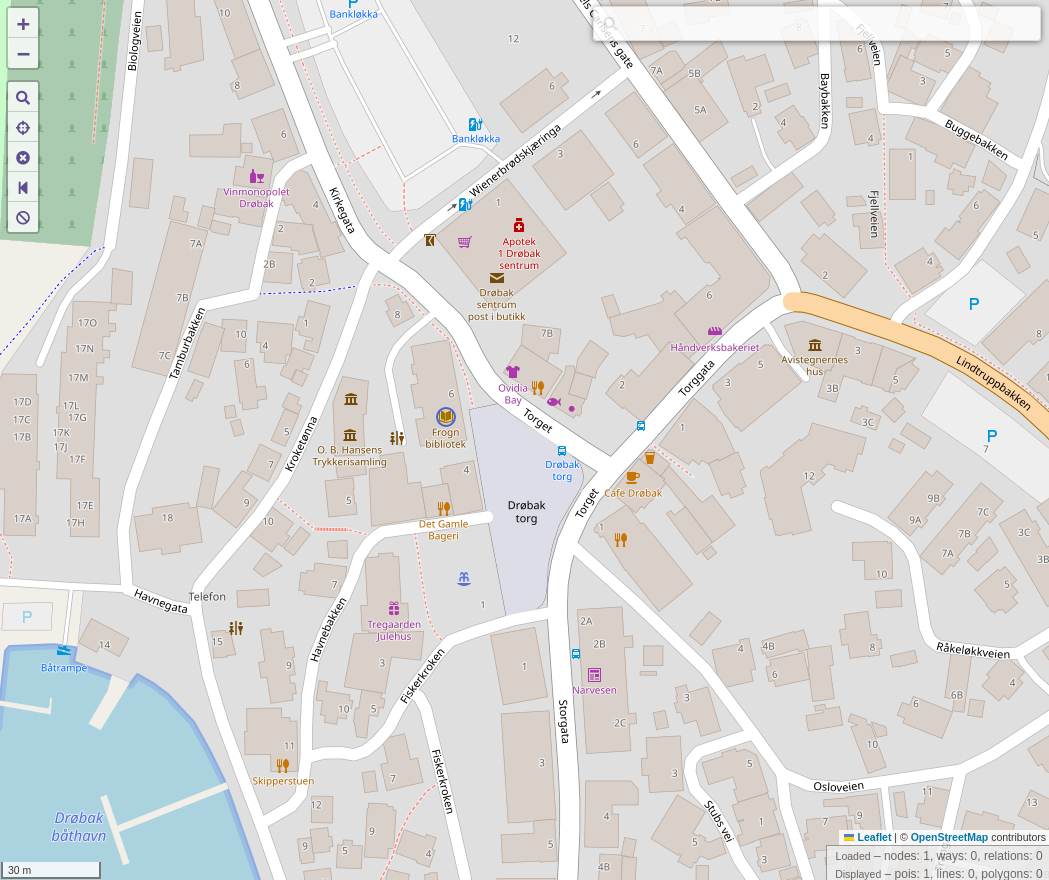 Bankløkka
12
Biologveien
7A
5B
5A
2
Baybakken
Fjellveien
4
Buggebakken
8
6
10
6
Bankløkka
Wienerbrødskjæringa
3
6
1
Fjellveien
6
5
Vinmonopolet
Drøbak
4
Kirkegata
1
4
Apotek
1 Drøbak
sentrum
7A
2B
2
7B
Drøbak
sentrum
post i butikk
6
2
P
17O
17N
17M
7C
Tamburbakken
10
4
1
8
7B
Håndverksbakeriet
Avistegnernes
hus
8
Lindtruppbakken
17D
17C
17B
17L
17G
17K
17J
17F
5
Kroketønna
6
Ovidia
Bay
2
Torggata
3B
3C
P
Frogn
bibliotek
Torget
1
O. B. Hansens
Trykkerisamling
7
4
Drøbak
torg
Cafe Drøbak
12
17E
17H
18
9
10
5
Det Gamle
Bageri
Drøbak
torg
Torget
1
9B
9A
7C
7A
7B
2
10
5
Havnegata
Telefon
7
1
P
14
15
9
Havnebakken
Tregaarden
Julehus
3
Fiskerkroken
2A
2B
4
4B
Råkeløkkveien
4
Båtrampe
1
Narvesen
10
5
2C
3
6
6B
4
11
Skipperstuen
Storgata
10
3
3
5
7
Fiskerkroken
Osloveien
Drøbak
båthavn
12
9
5
4B
Stubs vei
1
7
9
11
13
Leaflet | © OpenStreetMap contributors
30 m
Loaded – nodes: 1, ways: 0, relations: 0
Displayed – pois: 1, lines: 0, polygons: 0